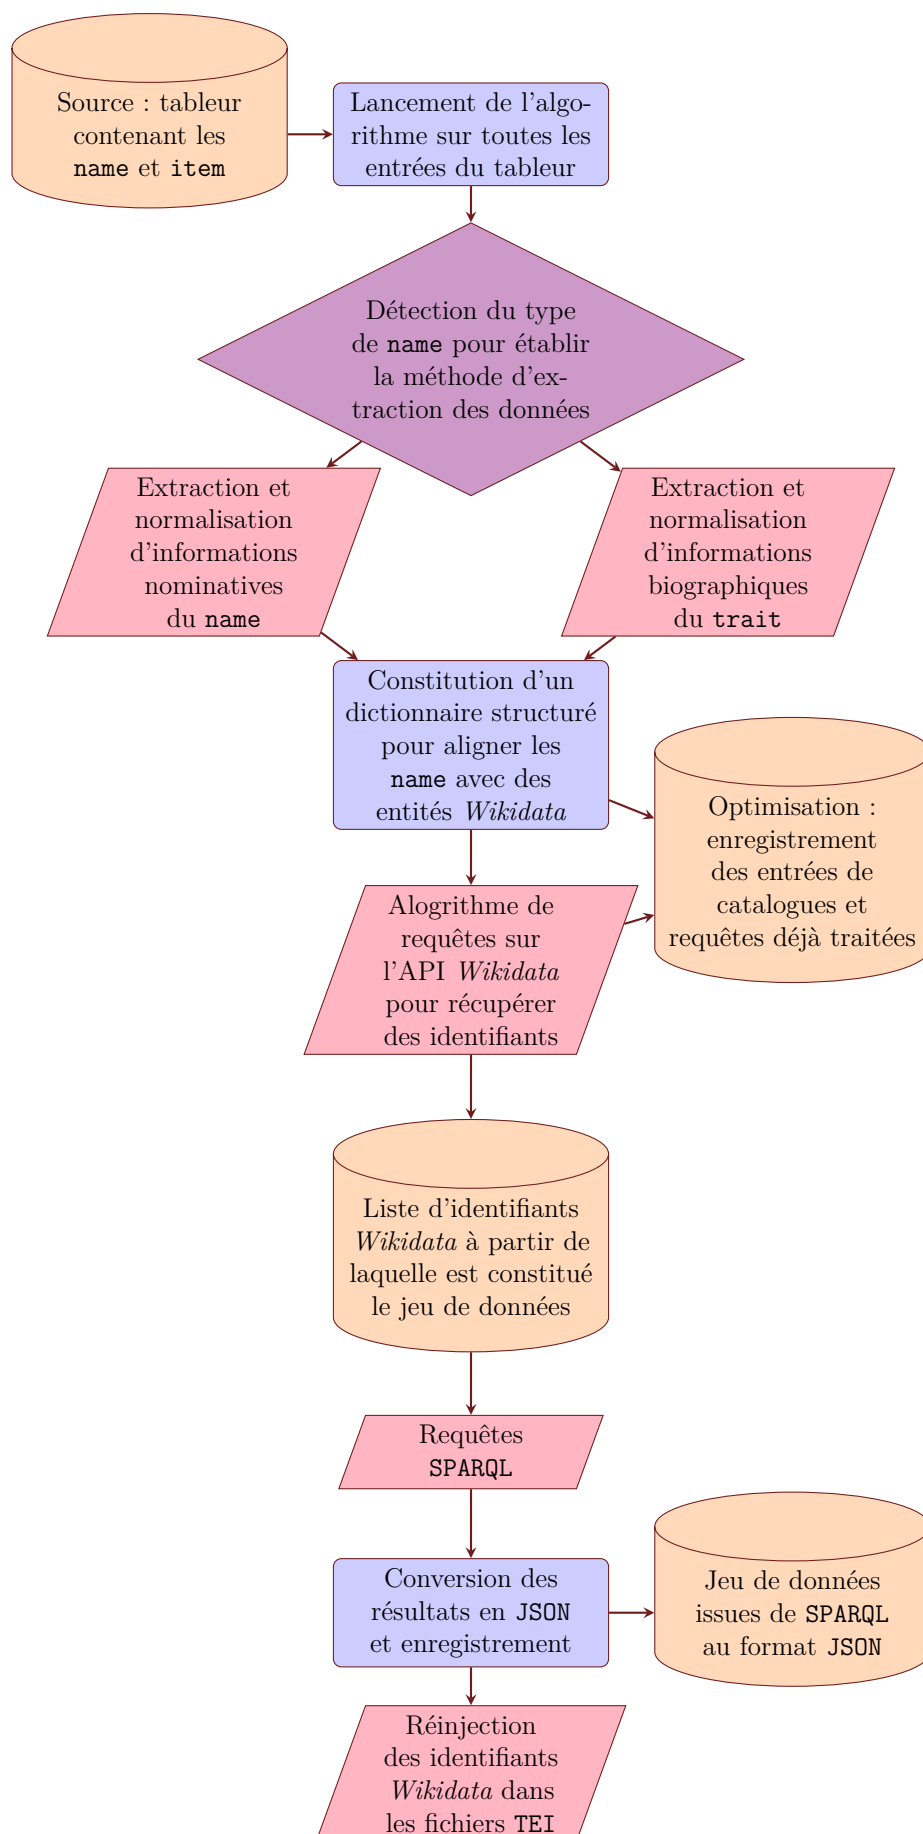 Source : tableur
contenant les
name et item
Lancement de l'algo-
rithme sur toutes les
entrées du tableur
Détection du type
de name pour établir
la méthode d'ex-
traction des données
Extraction et
normalisation
d'informations
nominatives
du name
Extraction et
normalisation
d'informations
biographiques
du trait
Constitution d'un
dictionnaire structuré
pour aligner les
name avec des
entités Wikidata
Optimisation :
enregistrement
des entrées de
catalogues et
requêtes déjà traitées
Alogrithme de
requêtes sur
l'API Wikidata
pour récupérer
des identifiants
Liste d'identifiants
Wikidata à partir de
laquelle est constitué
le jeu de données
Requêtes
SPARQL
Conversion des
résultats en JSON
et enregistrement
Jeu de données
issues de SPARQL
au format JSON
Réinjection
des identifiants
Wikidata dans
les fichiers TEI